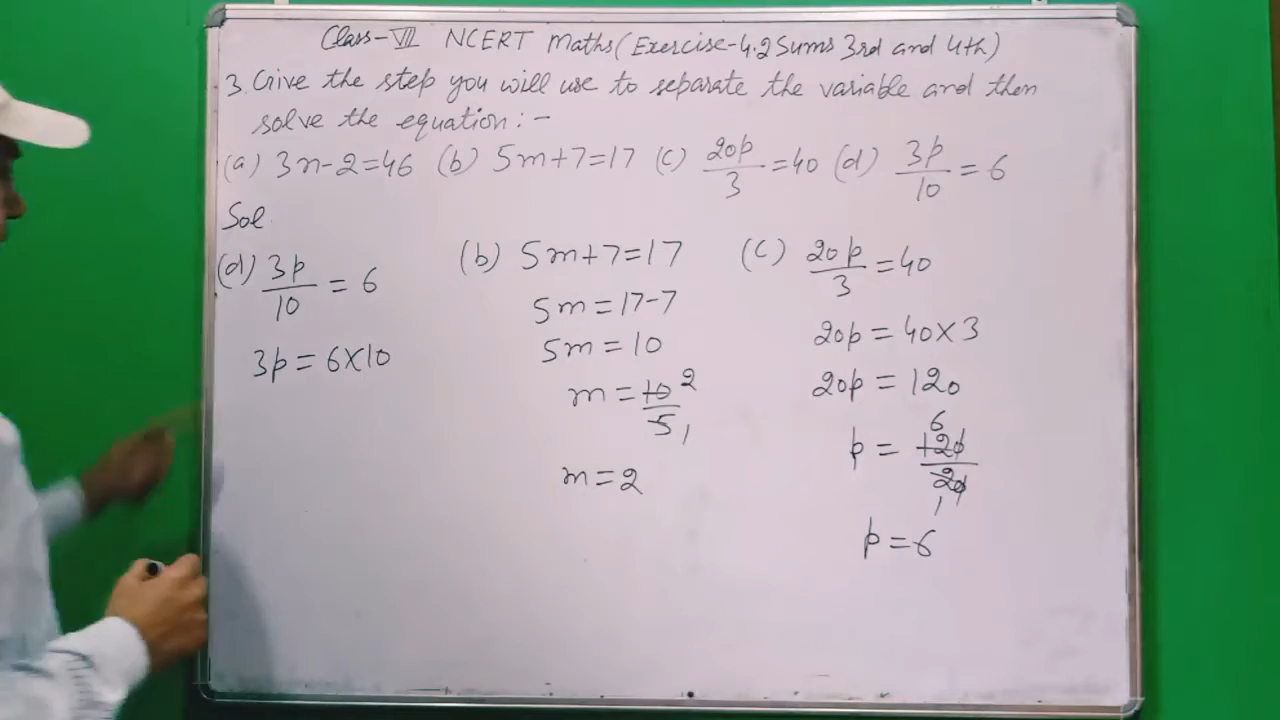 Class-VII NCERT Maths (Exercise-4.2 Sums 3rd and 4th)
3. Give the step you will use to separate the variable and then
solve the equation:-
(a) 3n-2=46 (b) 5m+7=17 (c) 20p/3 =40 (d) 3p/10 = 6
Sol
(d) 3p/10 = 6
3p = 6×10
(b) 5m+7=17
5m = 17-7
5m = 10
m = 10/5 2 1
m = 2
(c) 20p/3 = 40
20p = 40×3
20p = 120
p = 120/20 6 1
p = 6